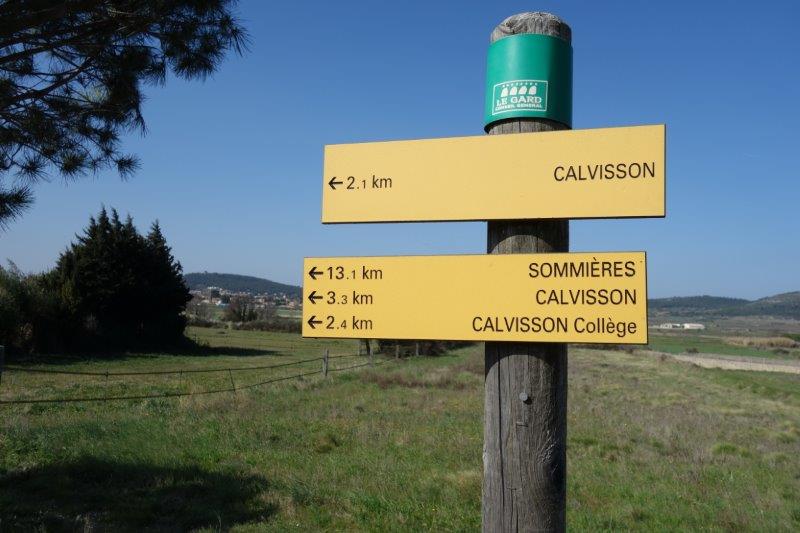 LE GARD
CONSEIL GENERAL
← 2.1 km CALVISSON
← 13.1 km SOMMIÈRES
← 3.3 km CALVISSON
← 2.4 km CALVISSON Collège